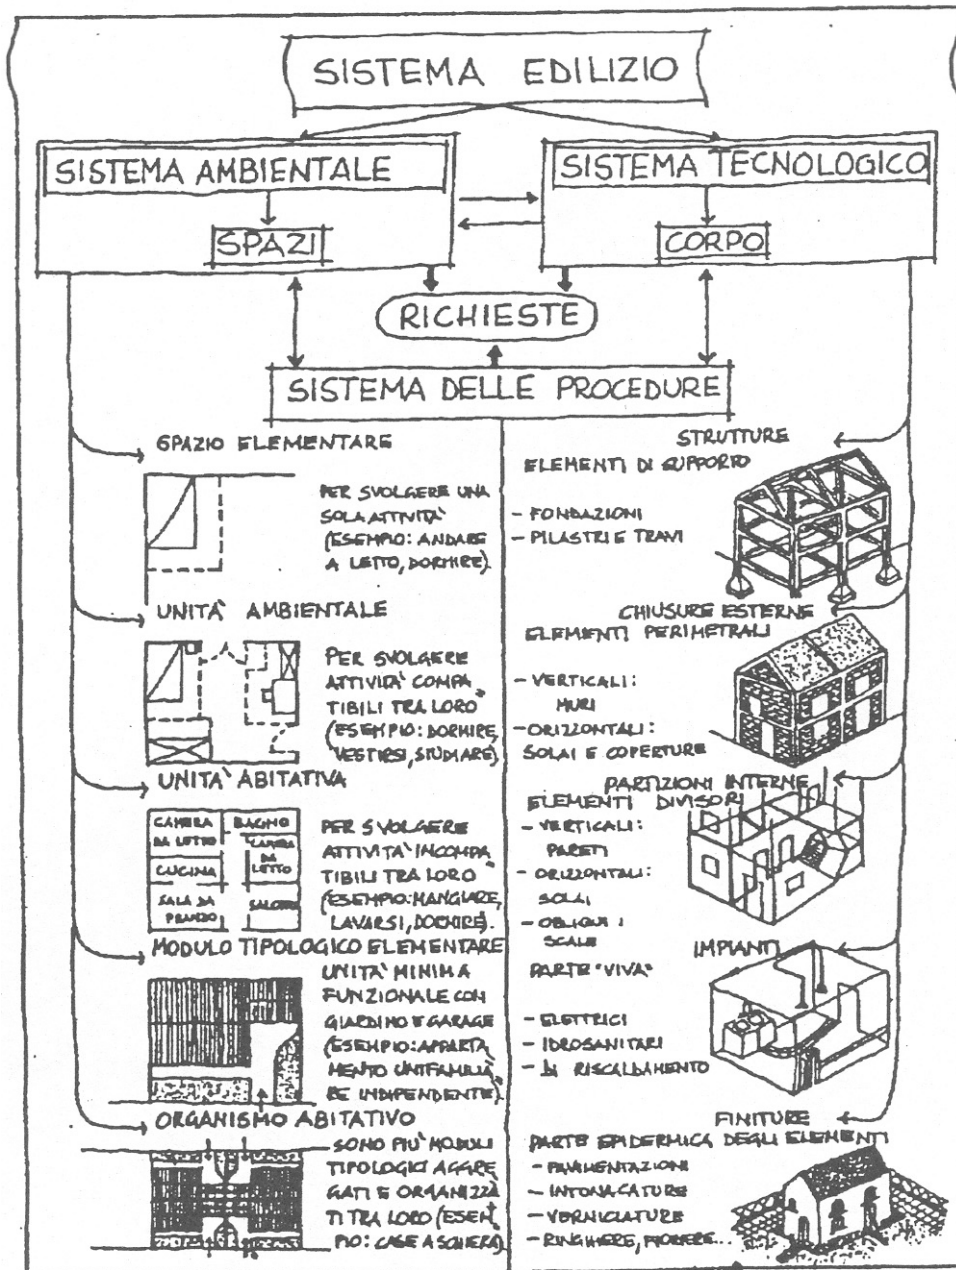 SISTEMA EDILIZIO
SISTEMA AMBIENTALE
SPAZI
SISTEMA TECNOLOGICO
CORPO
RICHIESTE
SISTEMA DELLE PROCEDURE
SPAZIO ELEMENTARE
PER SVOLGERE UNA
SOLA ATTIVITÀ
(ESEMPIO: ANDARE
A LETTO, DORMIRE).
UNITÀ AMBIENTALE
PER SVOLGERE
ATTIVITÀ COMPA
TIBILI TRA LORO
(ESEMPIO: DORMIRE,
VESTIRSI, STUDIARE)
UNITÀ ABITATIVA
CAMERA
DA LETTO
BAGNO
CAMERA
DA
LETTO
CUCINA
SALA DA
PRANZO
SALOTTO
PER SVOLGERE
ATTIVITÀ INCOMPA
TIBILI TRA LORO
(ESEMPIO: MANGIARE,
LAVARSI, DORMIRE).
MODULO TIPOLOGICO ELEMENTARE
UNITÀ MINIMA
FUNZIONALE CON
GIARDINO E GARAGE
(ESEMPIO: APPARTA
MENTO UNIFAMILIA
RE INDIPENDENTE).
ORGANISMO ABITATIVO
SONO PIÙ MODULI
TIPOLOGICI AGGRE
GATI E ORGANIZZA
TI TRA LORO (ESEM
PIO: CASE A SCHIERA)
STRUTTURE
ELEMENTI DI SUPPORTO
- FONDAZIONI
- PILASTRI E TRAVI
CHIUSURE ESTERNE
ELEMENTI PERIMETRALI
- VERTICALI:
MURI
- ORIZZONTALI:
SOLAI E COPERTURE
PARTIZIONI INTERNE
ELEMENTI DIVISORI
- VERTICALI:
PARETI
- ORIZZONTALI:
SOLAI
- OBLIQUI:
SCALE
IMPIANTI
PARTE "VIVA"
- ELETTRICI
- IDROSANITARI
- DI RISCALDAMENTO
FINITURE
PARTE EPIDERMICA DEGLI ELEMENTI
- PAVIMENTAZIONI
- INTONACATURE
- VERNICIATURE
- RINGHIERE, FIORIERE...